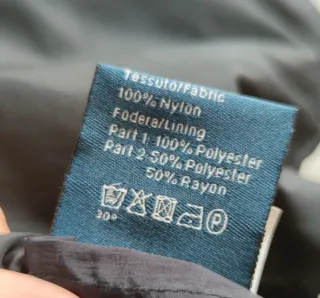 Tessuto/Fabric
100% Nylon
Fodera/Lining
Part 1 100% Polyester
Part 2 50% Polyester
50% Rayon
30°
P